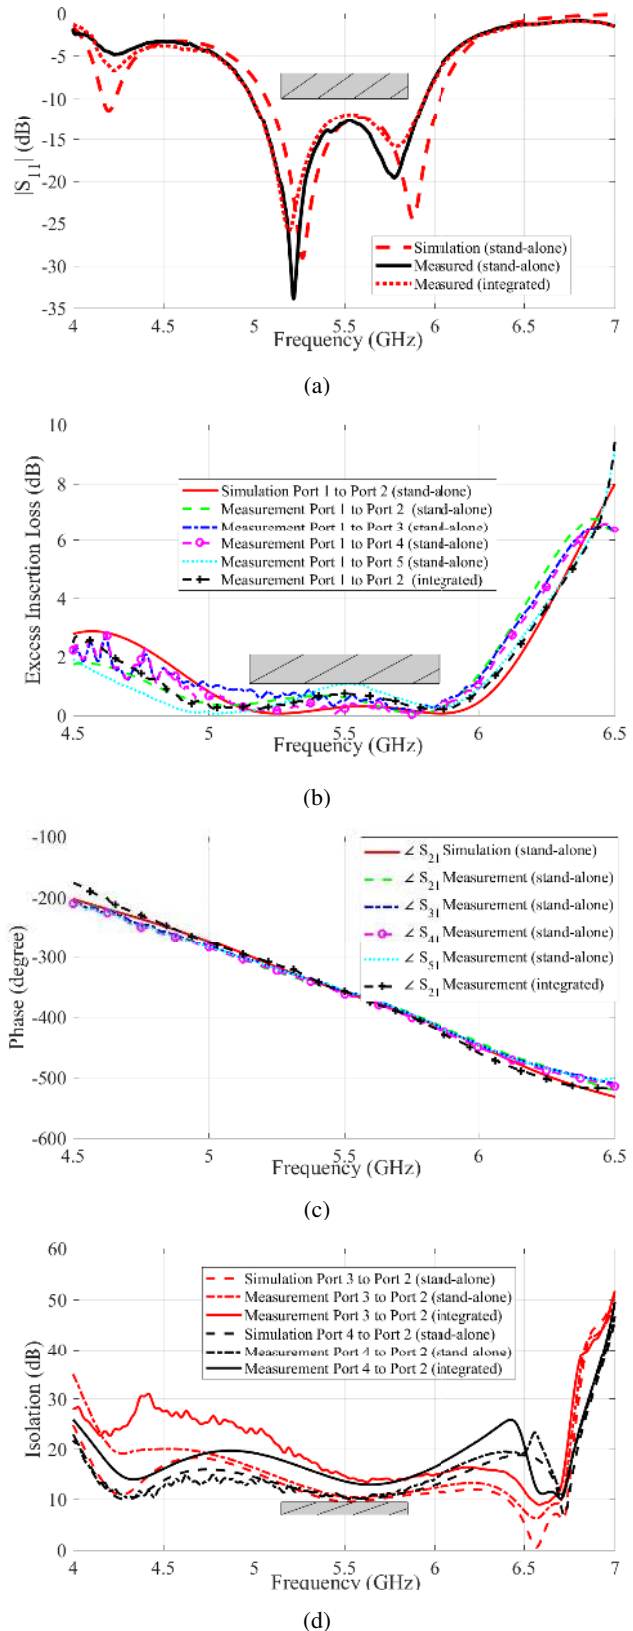 0
-5
-10
-15
-20
-25
-30
-35
|S11| (dB)
Simulation (stand-alone)
Measured (stand-alone)
Measured (integrated)
4 4.5 5 5.5 6 6.5 7
Frequency (GHz)
(a)
10
8
6
4
2
0
Excess Insertion Loss (dB)
Simulation Port 1 to Port 2 (stand-alone)
Measurement Port 1 to Port 2 (stand-alone)
Measurement Port 1 to Port 3 (stand-alone)
Measurement Port 1 to Port 4 (stand-alone)
Measurement Port 1 to Port 5 (stand-alone)
Measurement Port 1 to Port 2 (integrated)
4.5 5 5.5 6 6.5
Frequency (GHz)
(b)
-100
-200
-300
-400
-500
-600
Phase (degree)
∠ S21 Simulation (stand-alone)
∠ S21 Measurement (stand-alone)
∠ S31 Measurement (stand-alone)
∠ S41 Measurement (stand-alone)
∠ S51 Measurement (stand-alone)
∠ S21 Measurement (integrated)
4.5 5 5.5 6 6.5
Frequency (GHz)
(c)
60
50
40
30
20
10
0
Isolation (dB)
Simulation Port 3 to Port 2 (stand-alone)
Measurement Port 3 to Port 2 (stand-alone)
Measurement Port 3 to Port 2 (integrated)
Simulation Port 4 to Port 2 (stand-alone)
Measurement Port 4 to Port 2 (stand-alone)
Measurement Port 4 to Port 2 (integrated)
4 4.5 5 5.5 6 6.5 7
Frequency (GHz)
(d)